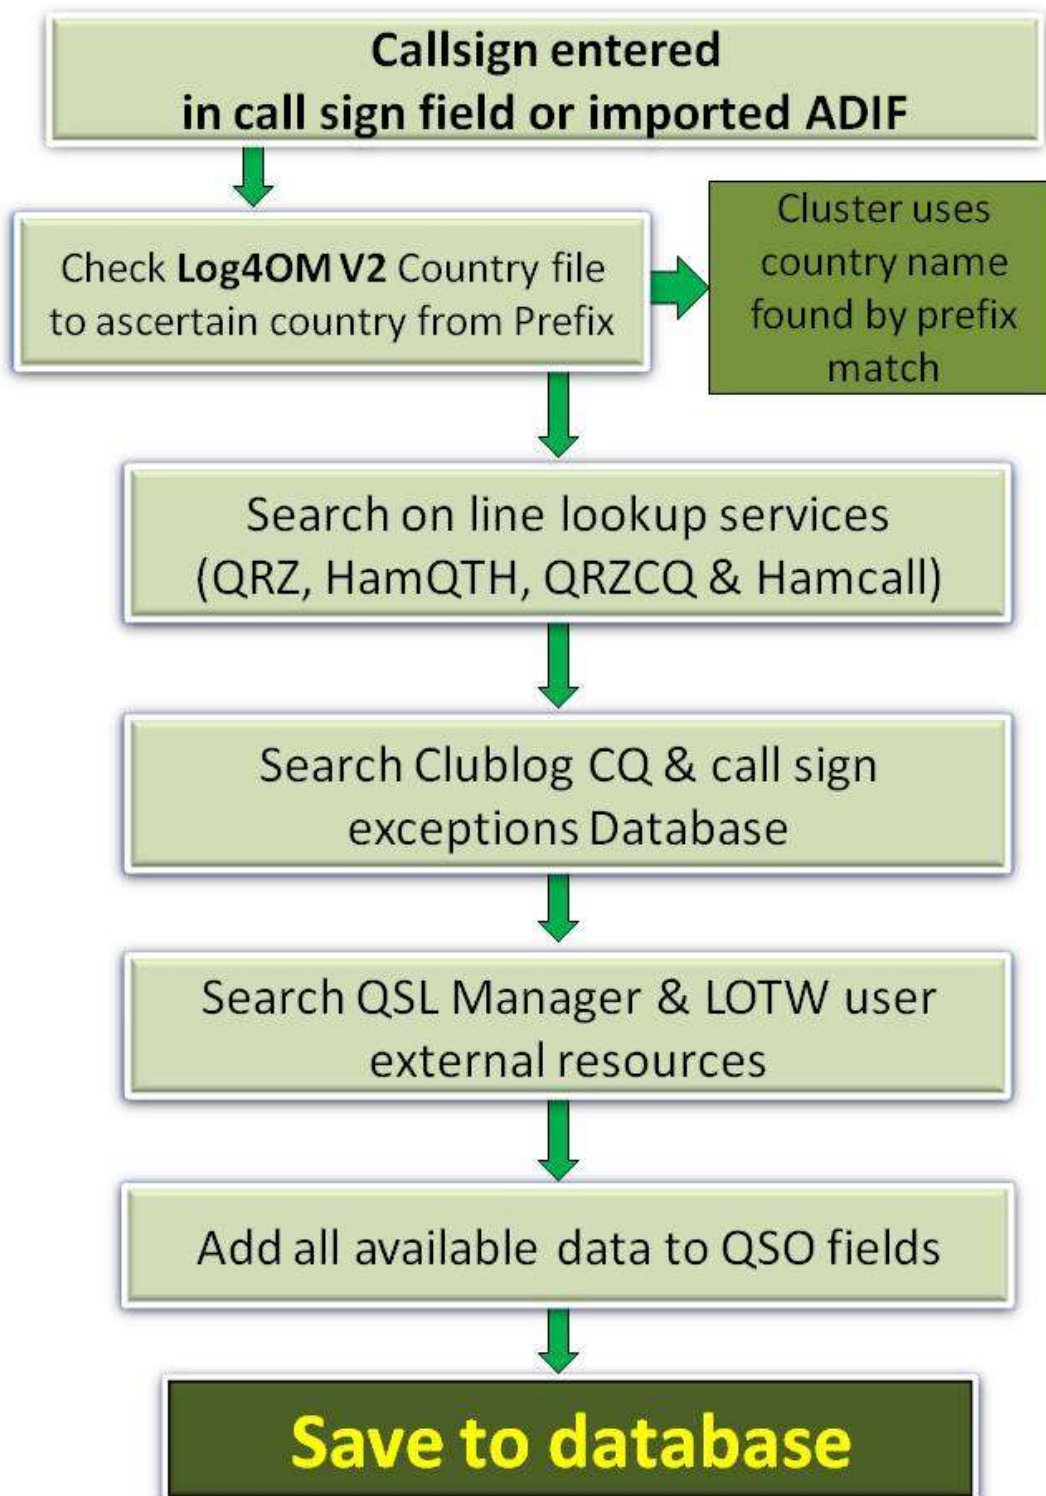 Callsign entered
in call sign field or imported ADIF
Check Log4OM V2 Country file
to ascertain country from Prefix
Cluster uses
country name
found by prefix
match
Search on line lookup services
(QRZ, HamQTH, QRZCQ & Hamcall)
Search Clublog CQ & call sign
exceptions Database
Search QSL Manager & LOTW user
external resources
Add all available data to QSO fields
Save to database